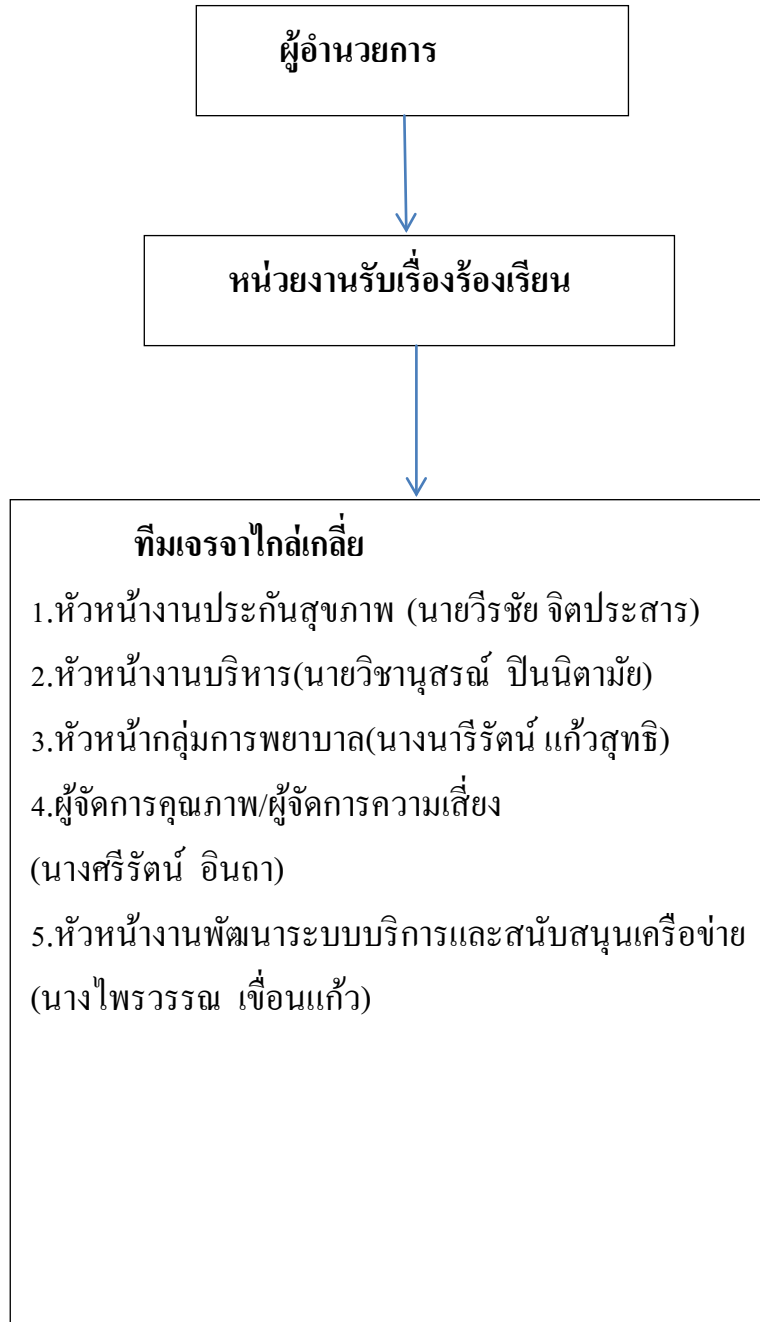 ผู้อำนวยการ
หน่วยงานรับเรื่องร้องเรียน
ทีมเจรจาไกล่เกลี่ย
1.หัวหน้างานประกันสุขภาพ (นายวีรชัย จิตประสาร)
2.หัวหน้างานบริหาร(นายวิชานุสรณ์ ปินนิตามัย)
3.หัวหน้ากลุ่มการพยาบาล(นางนารีรัตน์ แก้วสุทธิ)
4.ผู้จัดการคุณภาพ/ผู้จัดการความเสี่ยง
(นางศรีรัตน์ อินถา)
5.หัวหน้างานพัฒนาระบบบริการและสนับสนุนเครือข่าย
(นางไพรวรรณ เขื่อนแก้ว)